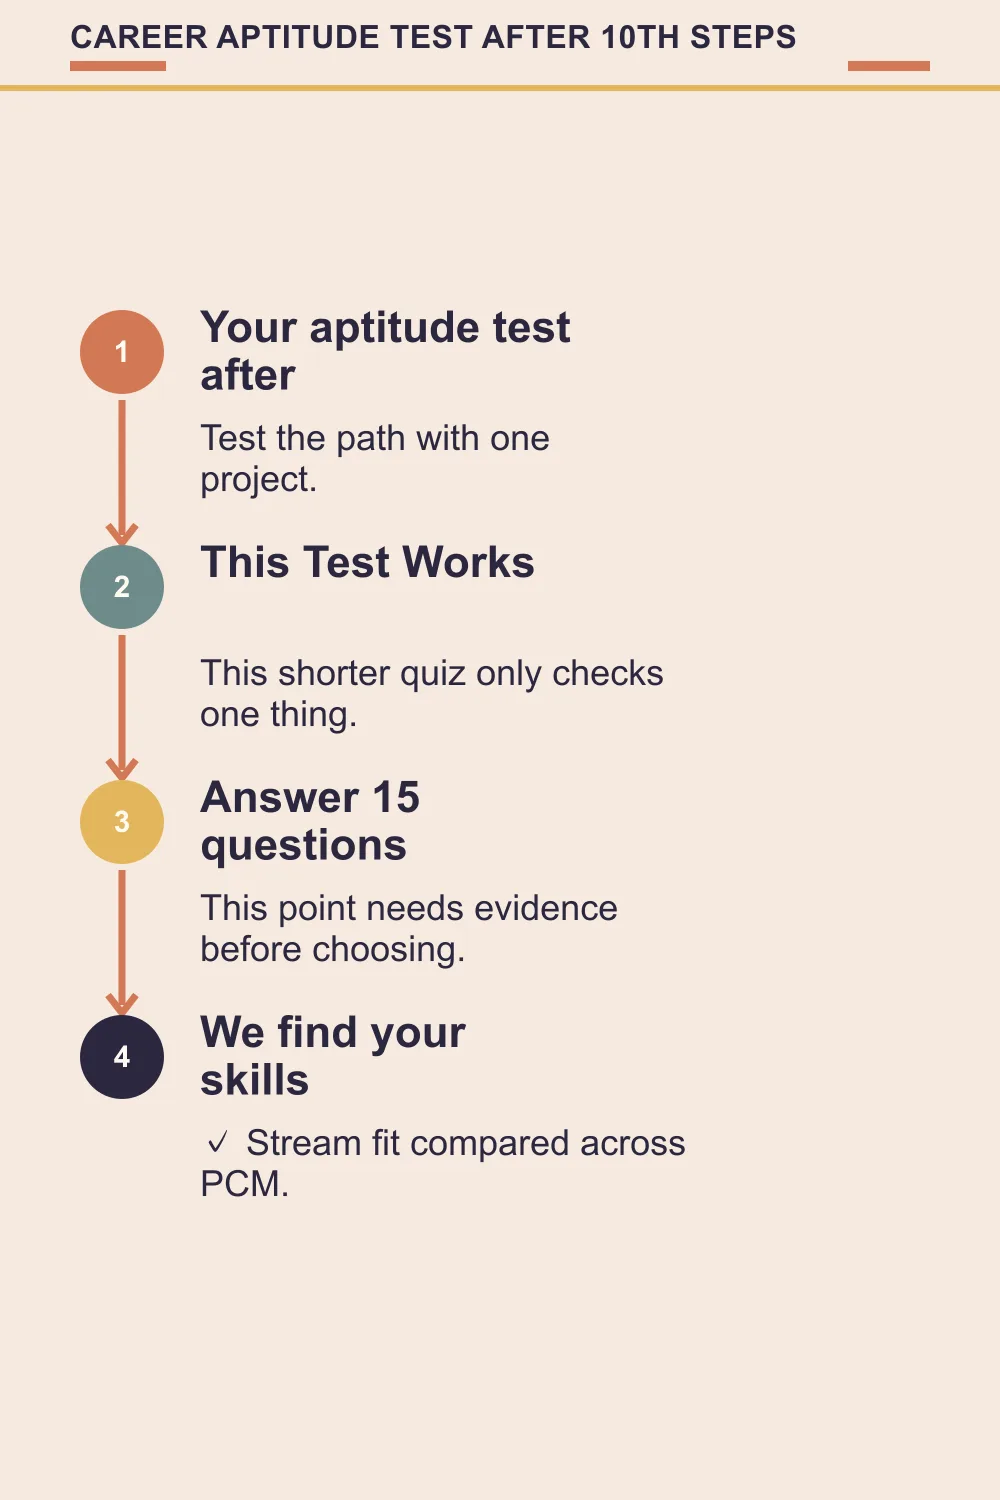 CAREER APTITUDE TEST AFTER 10TH STEPS
1
Your aptitude test
after
Test the path with one
project.
2
This Test Works
This shorter quiz only checks
one thing.
3
Answer 15
questions
This point needs evidence
before choosing.
4
We find your
skills
✓ Stream fit compared across
PCM.